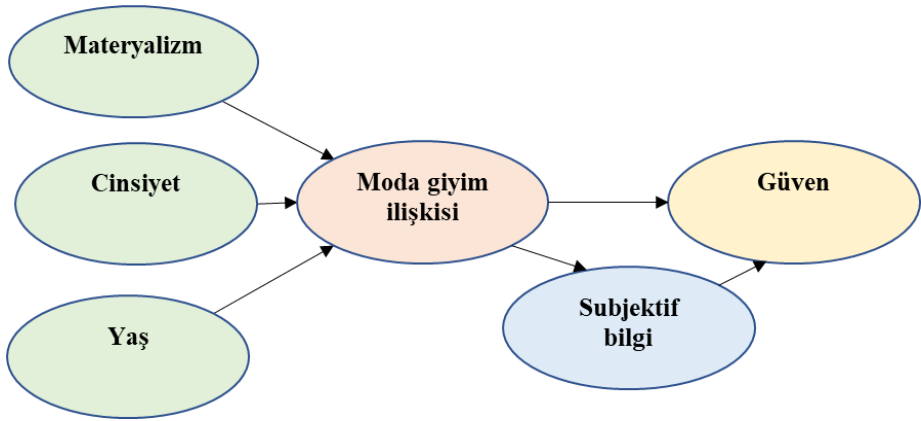 Materyalizm
Cinsiyet
Yaş
Moda giyim
ilişkisi
Güven
Subjektif
bilgi